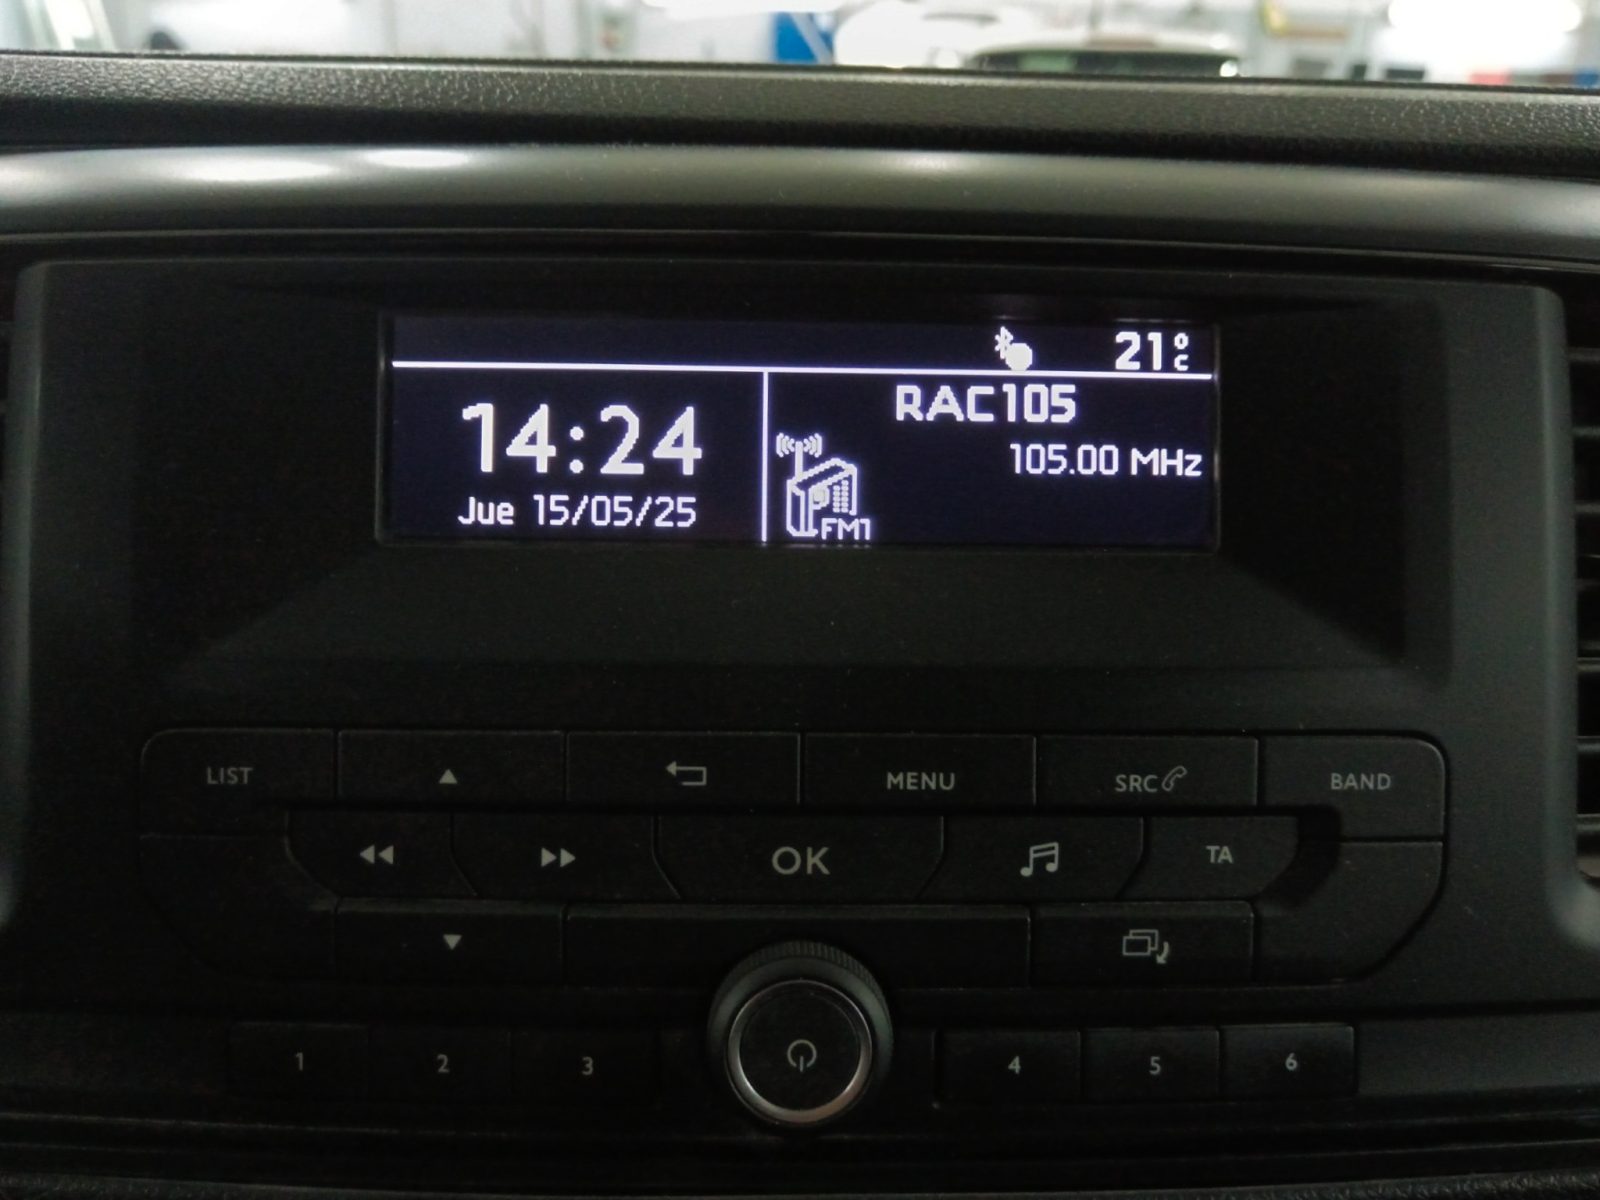 21°C
14:24
Jue 15/05/25
RAC105
105.00 MHz
FM1
LIST
MENU
SRC
BAND
OK
TA
1 2 3 4 5 6